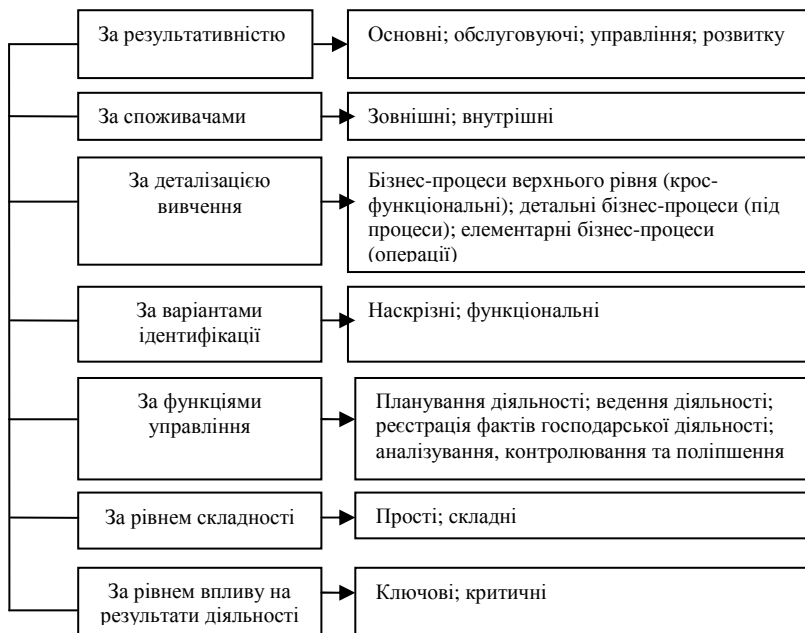 За результативністю
Основні; обслуговуючі; управління; розвитку
За споживачами
Зовнішні; внутрішні
За деталізацією
вивчення
Бізнес-процеси верхнього рівня (крос-
функціональні); детальні бізнес-процеси (під
процеси); елементарні бізнес-процеси
(операції)
За варіантами
ідентифікації
Наскрізні; функціональні
За функціями
управління
Планування діяльності; ведення діяльності;
реєстрація фактів господарської діяльності;
аналізування, контролювання та поліпшення
За рівнем складності
Прості; складні
За рівнем впливу на
результати діяльності
Ключові; критичні